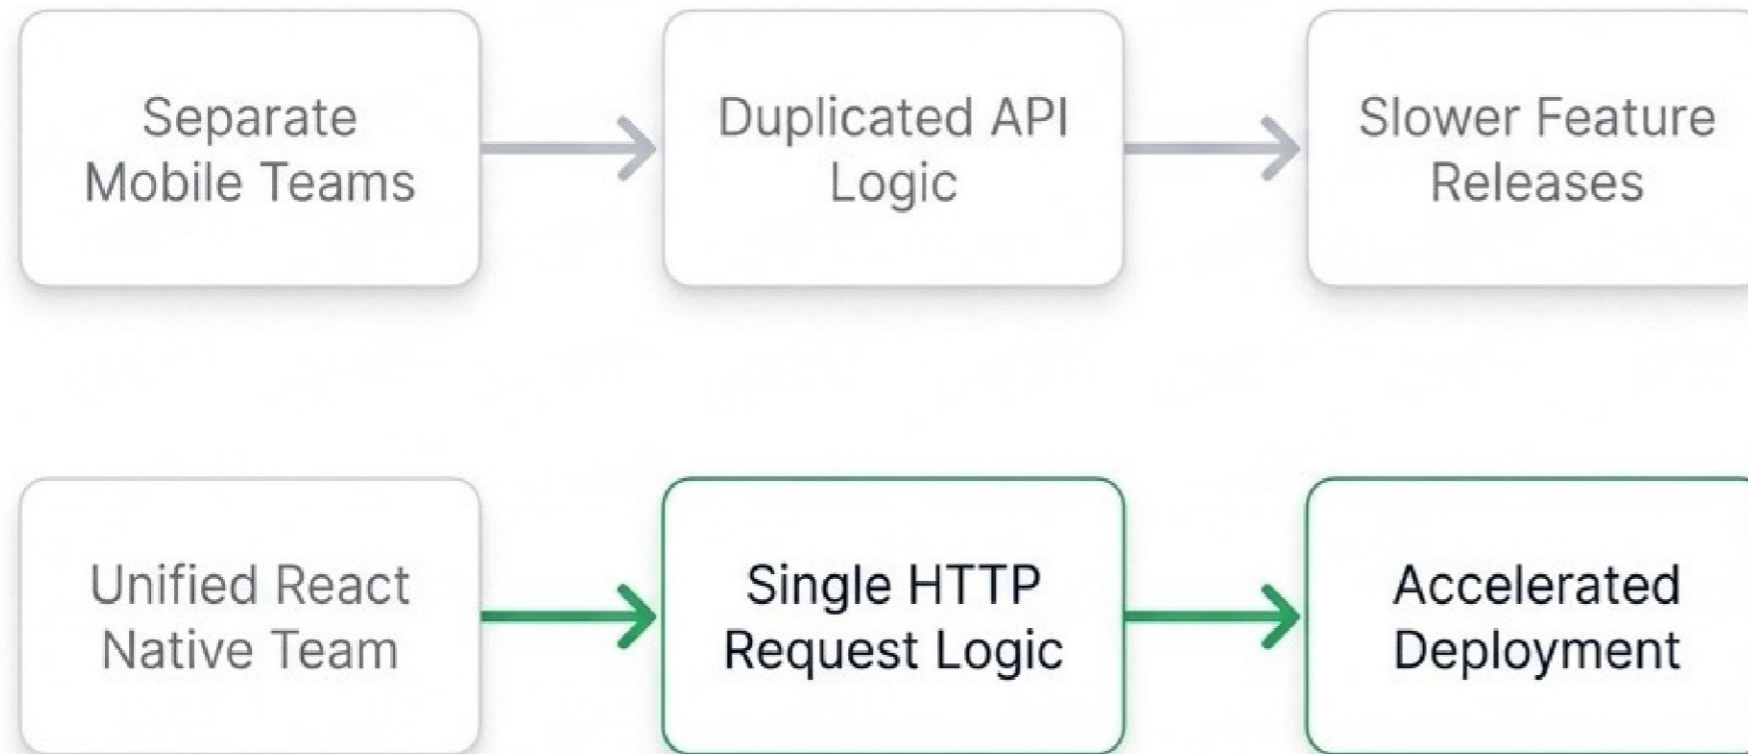 Separate
Mobile Teams
Duplicated API
Logic
Slower Feature
Releases
Unified React
Native Team
Single HTTP
Request Logic
Accelerated
Deployment